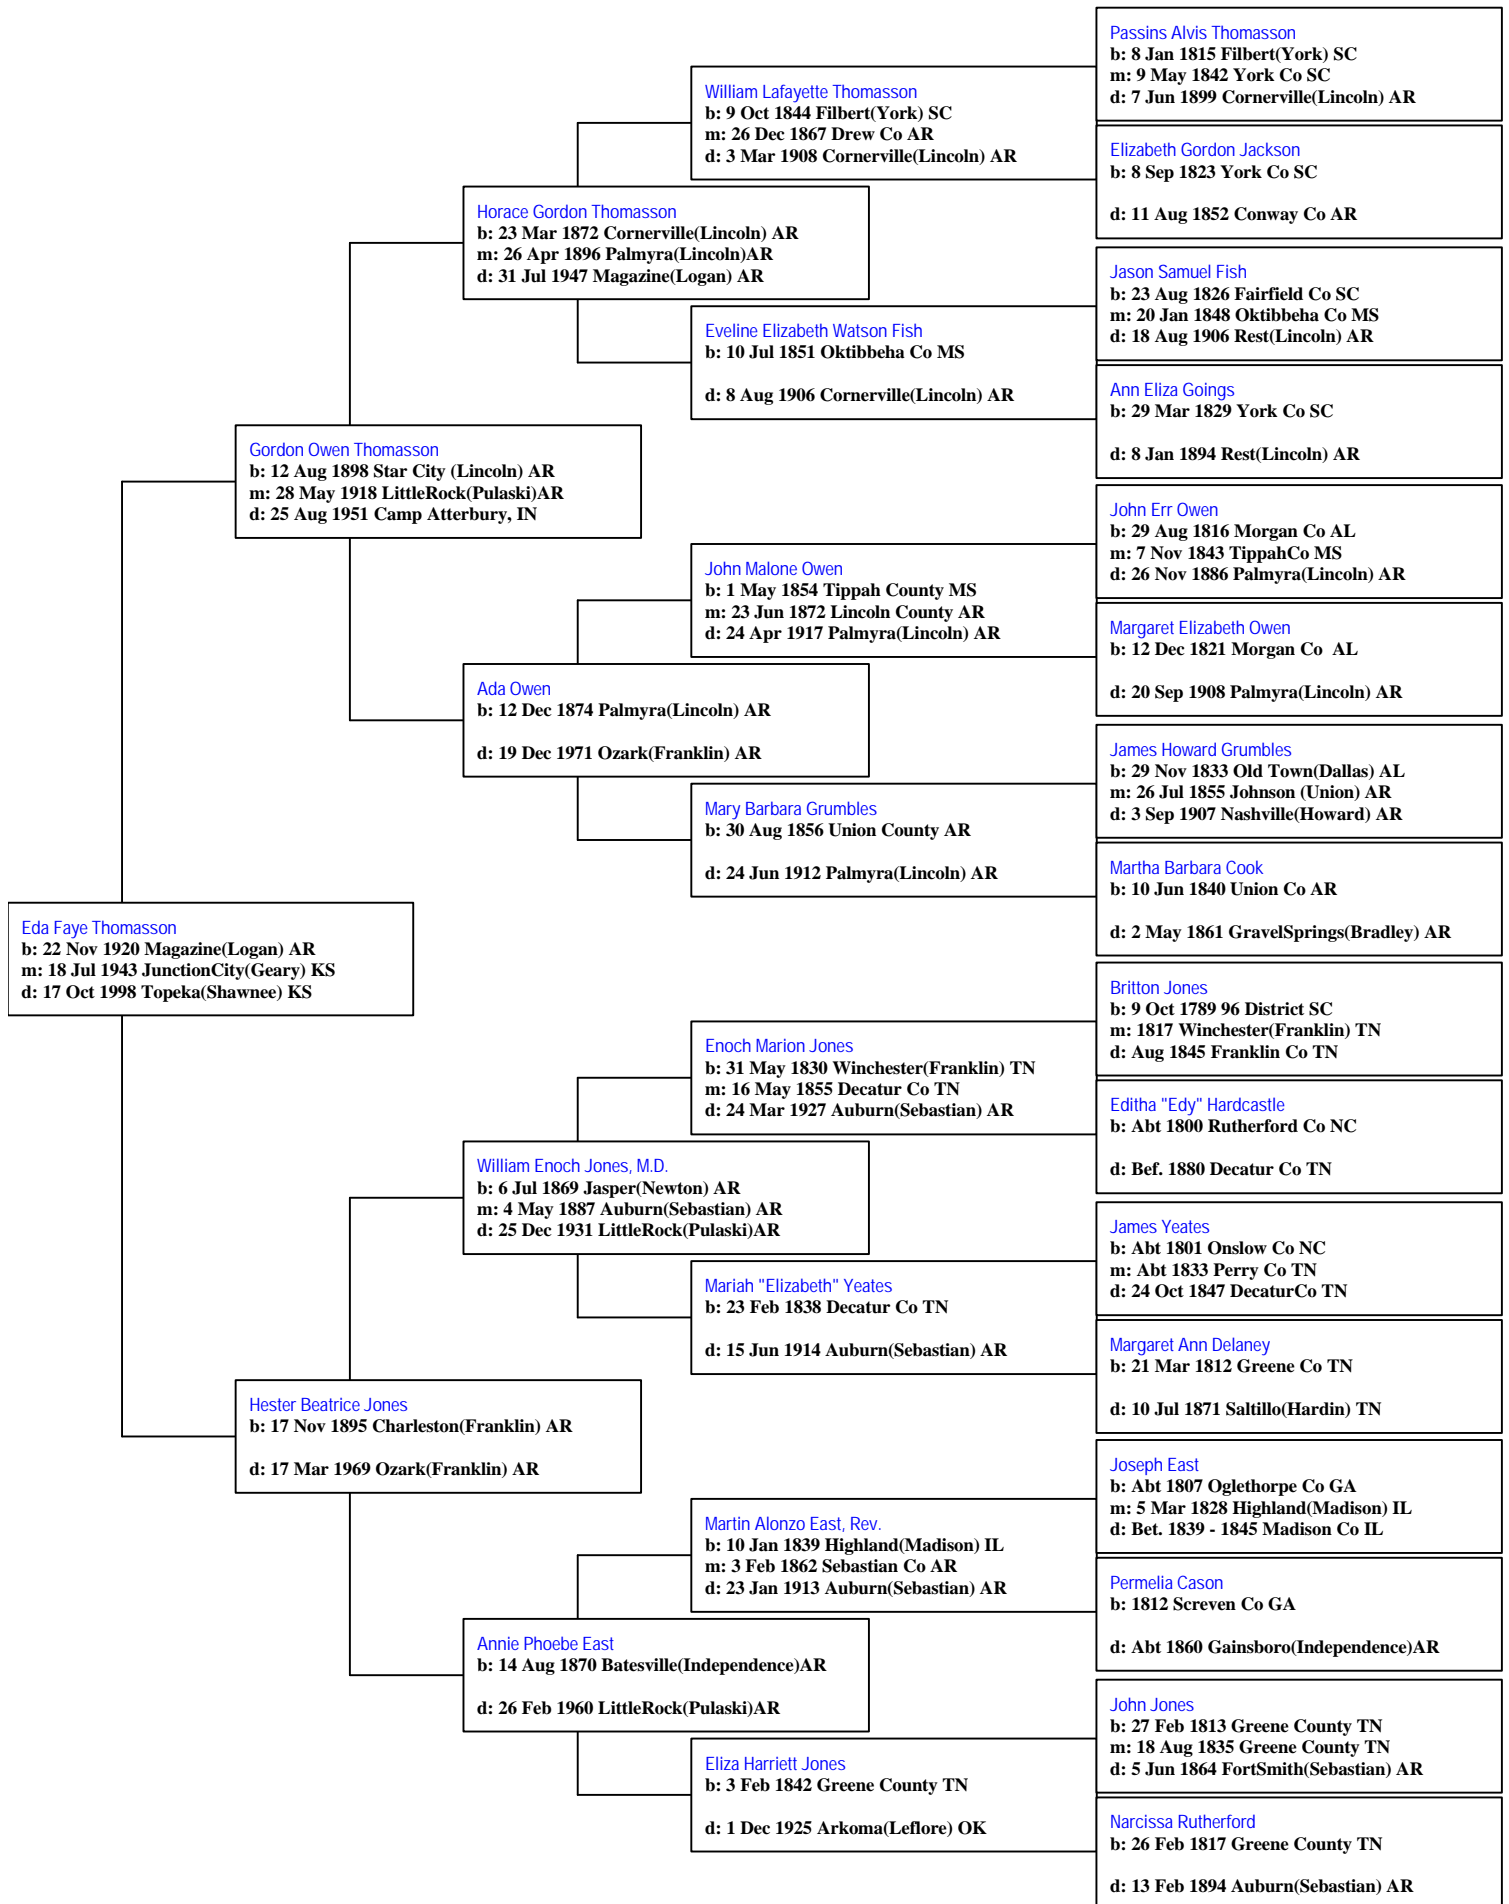 Passins Alvis Thomasson
b: 8 Jan 1815 Filbert(York) SC
m: 9 May 1842 York Co SC
d: 7 Jun 1899 Cornerville(Lincoln) AR
William Lafayette Thomasson
b: 9 Oct 1844 Filbert(York) SC
m: 26 Dec 1867 Drew Co AR
d: 3 Mar 1908 Cornerville(Lincoln) AR
Elizabeth Gordon Jackson
b: 8 Sep 1823 York Co SC
d: 11 Aug 1852 Conway Co AR
Horace Gordon Thomasson
b: 23 Mar 1872 Cornerville(Lincoln) AR
m: 26 Apr 1896 Palmyra(Lincoln)AR
d: 31 Jul 1947 Magazine(Logan) AR
Jason Samuel Fish
b: 23 Aug 1826 Fairfield Co SC
m: 20 Jan 1848 Oktibbeha Co MS
d: 18 Aug 1906 Rest(Lincoln) AR
Eveline Elizabeth Watson Fish
b: 10 Jul 1851 Oktibbeha Co MS
d: 8 Aug 1906 Cornerville(Lincoln) AR
Ann Eliza Goings
b: 29 Mar 1829 York Co SC
d: 8 Jan 1894 Rest(Lincoln) AR
Gordon Owen Thomasson
b: 12 Aug 1898 Star City (Lincoln) AR
m: 28 May 1918 LittleRock(Pulaski)AR
d: 25 Aug 1951 Camp Atterbury, IN
John Err Owen
b: 29 Aug 1816 Morgan Co AL
m: 7 Nov 1843 TippahCo MS
d: 26 Nov 1886 Palmyra(Lincoln) AR
John Malone Owen
b: 1 May 1854 Tippah County MS
m: 23 Jun 1872 Lincoln County AR
d: 24 Apr 1917 Palmyra(Lincoln) AR
Margaret Elizabeth Owen
b: 12 Dec 1821 Morgan Co  AL
d: 20 Sep 1908 Palmyra(Lincoln) AR
Ada Owen
b: 12 Dec 1874 Palmyra(Lincoln) AR
d: 19 Dec 1971 Ozark(Franklin) AR
James Howard Grumbles
b: 29 Nov 1833 Old Town(Dallas) AL
m: 26 Jul 1855 Johnson (Union) AR
d: 3 Sep 1907 Nashville(Howard) AR
Mary Barbara Grumbles
b: 30 Aug 1856 Union County AR
d: 24 Jun 1912 Palmyra(Lincoln) AR
Martha Barbara Cook
b: 10 Jun 1840 Union Co AR
d: 2 May 1861 GravelSprings(Bradley) AR
Eda Faye Thomasson
b: 22 Nov 1920 Magazine(Logan) AR
m: 18 Jul 1943 JunctionCity(Geary) KS
d: 17 Oct 1998 Topeka(Shawnee) KS
Britton Jones
b: 9 Oct 1789 96 District SC
m: 1817 Winchester(Franklin) TN
d: Aug 1845 Franklin Co TN
Enoch Marion Jones
b: 31 May 1830 Winchester(Franklin) TN
m: 16 May 1855 Decatur Co TN
d: 24 Mar 1927 Auburn(Sebastian) AR
Editha "Edy" Hardcastle
b: Abt 1800 Rutherford Co NC
d: Bef. 1880 Decatur Co TN
William Enoch Jones, M.D.
b: 6 Jul 1869 Jasper(Newton) AR
m: 4 May 1887 Auburn(Sebastian) AR
d: 25 Dec 1931 LittleRock(Pulaski)AR
James Yeates
b: Abt 1801 Onslow Co NC
m: Abt 1833 Perry Co TN
d: 24 Oct 1847 DecaturCo TN
Mariah "Elizabeth" Yeates
b: 23 Feb 1838 Decatur Co TN
d: 15 Jun 1914 Auburn(Sebastian) AR
Margaret Ann Delaney
b: 21 Mar 1812 Greene Co TN
d: 10 Jul 1871 Saltillo(Hardin) TN
Hester Beatrice Jones
b: 17 Nov 1895 Charleston(Franklin) AR
d: 17 Mar 1969 Ozark(Franklin) AR
Joseph East
b: Abt 1807 Oglethorpe Co GA
m: 5 Mar 1828 Highland(Madison) IL
d: Bet. 1839 - 1845 Madison Co IL
Martin Alonzo East, Rev.
b: 10 Jan 1839 Highland(Madison) IL
m: 3 Feb 1862 Sebastian Co AR
d: 23 Jan 1913 Auburn(Sebastian) AR
Permelia Cason
b: 1812 Screven Co GA
d: Abt 1860 Gainsboro(Independence)AR
Annie Phoebe East
b: 14 Aug 1870 Batesville(Independence)AR
d: 26 Feb 1960 LittleRock(Pulaski)AR
John Jones
b: 27 Feb 1813 Greene County TN
m: 18 Aug 1835 Greene County TN
d: 5 Jun 1864 FortSmith(Sebastian) AR
Eliza Harriett Jones
b: 3 Feb 1842 Greene County TN
d: 1 Dec 1925 Arkoma(Leflore) OK
Narcissa Rutherford
b: 26 Feb 1817 Greene County TN
d: 13 Feb 1894 Auburn(Sebastian) AR